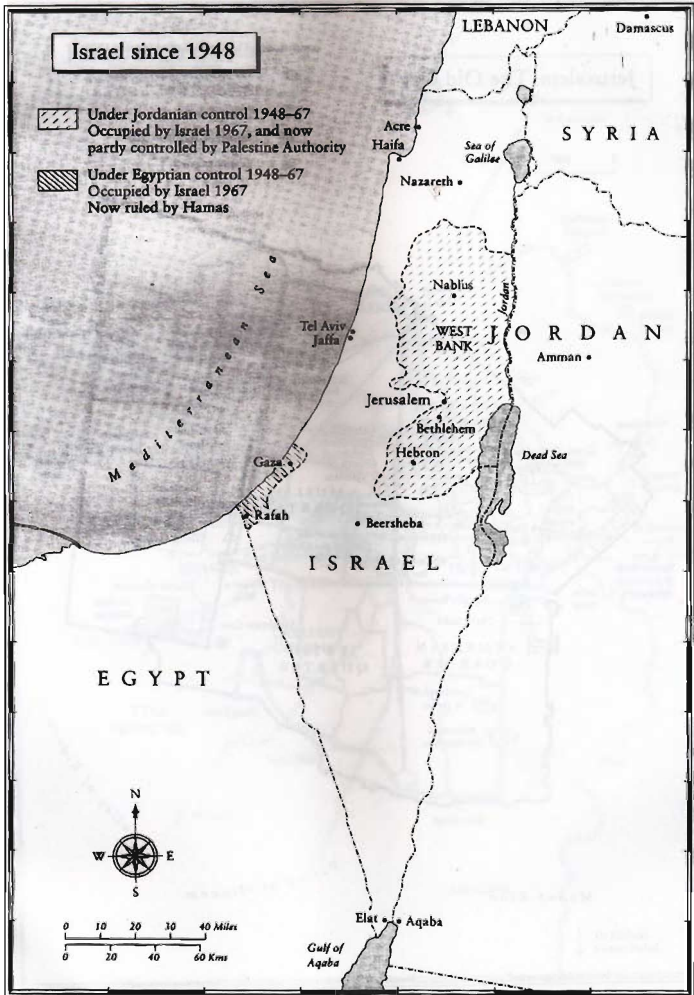 Israel since 1948
Under Jordanian control 1948–67
Occupied by Israel 1967, and now
partly controlled by Palestine Authority
Under Egyptian control 1948–67
Occupied by Israel 1967
Now ruled by Hamas
LEBANON
Damascus
Acre
Haifa
Sea of
Galilee
SYRIA
Nazareth
Mediterranean Sea
Nablus
Jordan
Tel Aviv
Jaffa
WEST
BANK
JORDAN
Amman
Jerusalem
Bethlehem
Hebron
Dead Sea
Gaza
Rafah
Beersheba
ISRAEL
EGYPT
N
W
E
S
0 10 20 30 40 Miles
0 20 40 60 Kms
Elat
Aqaba
Gulf of
Aqaba